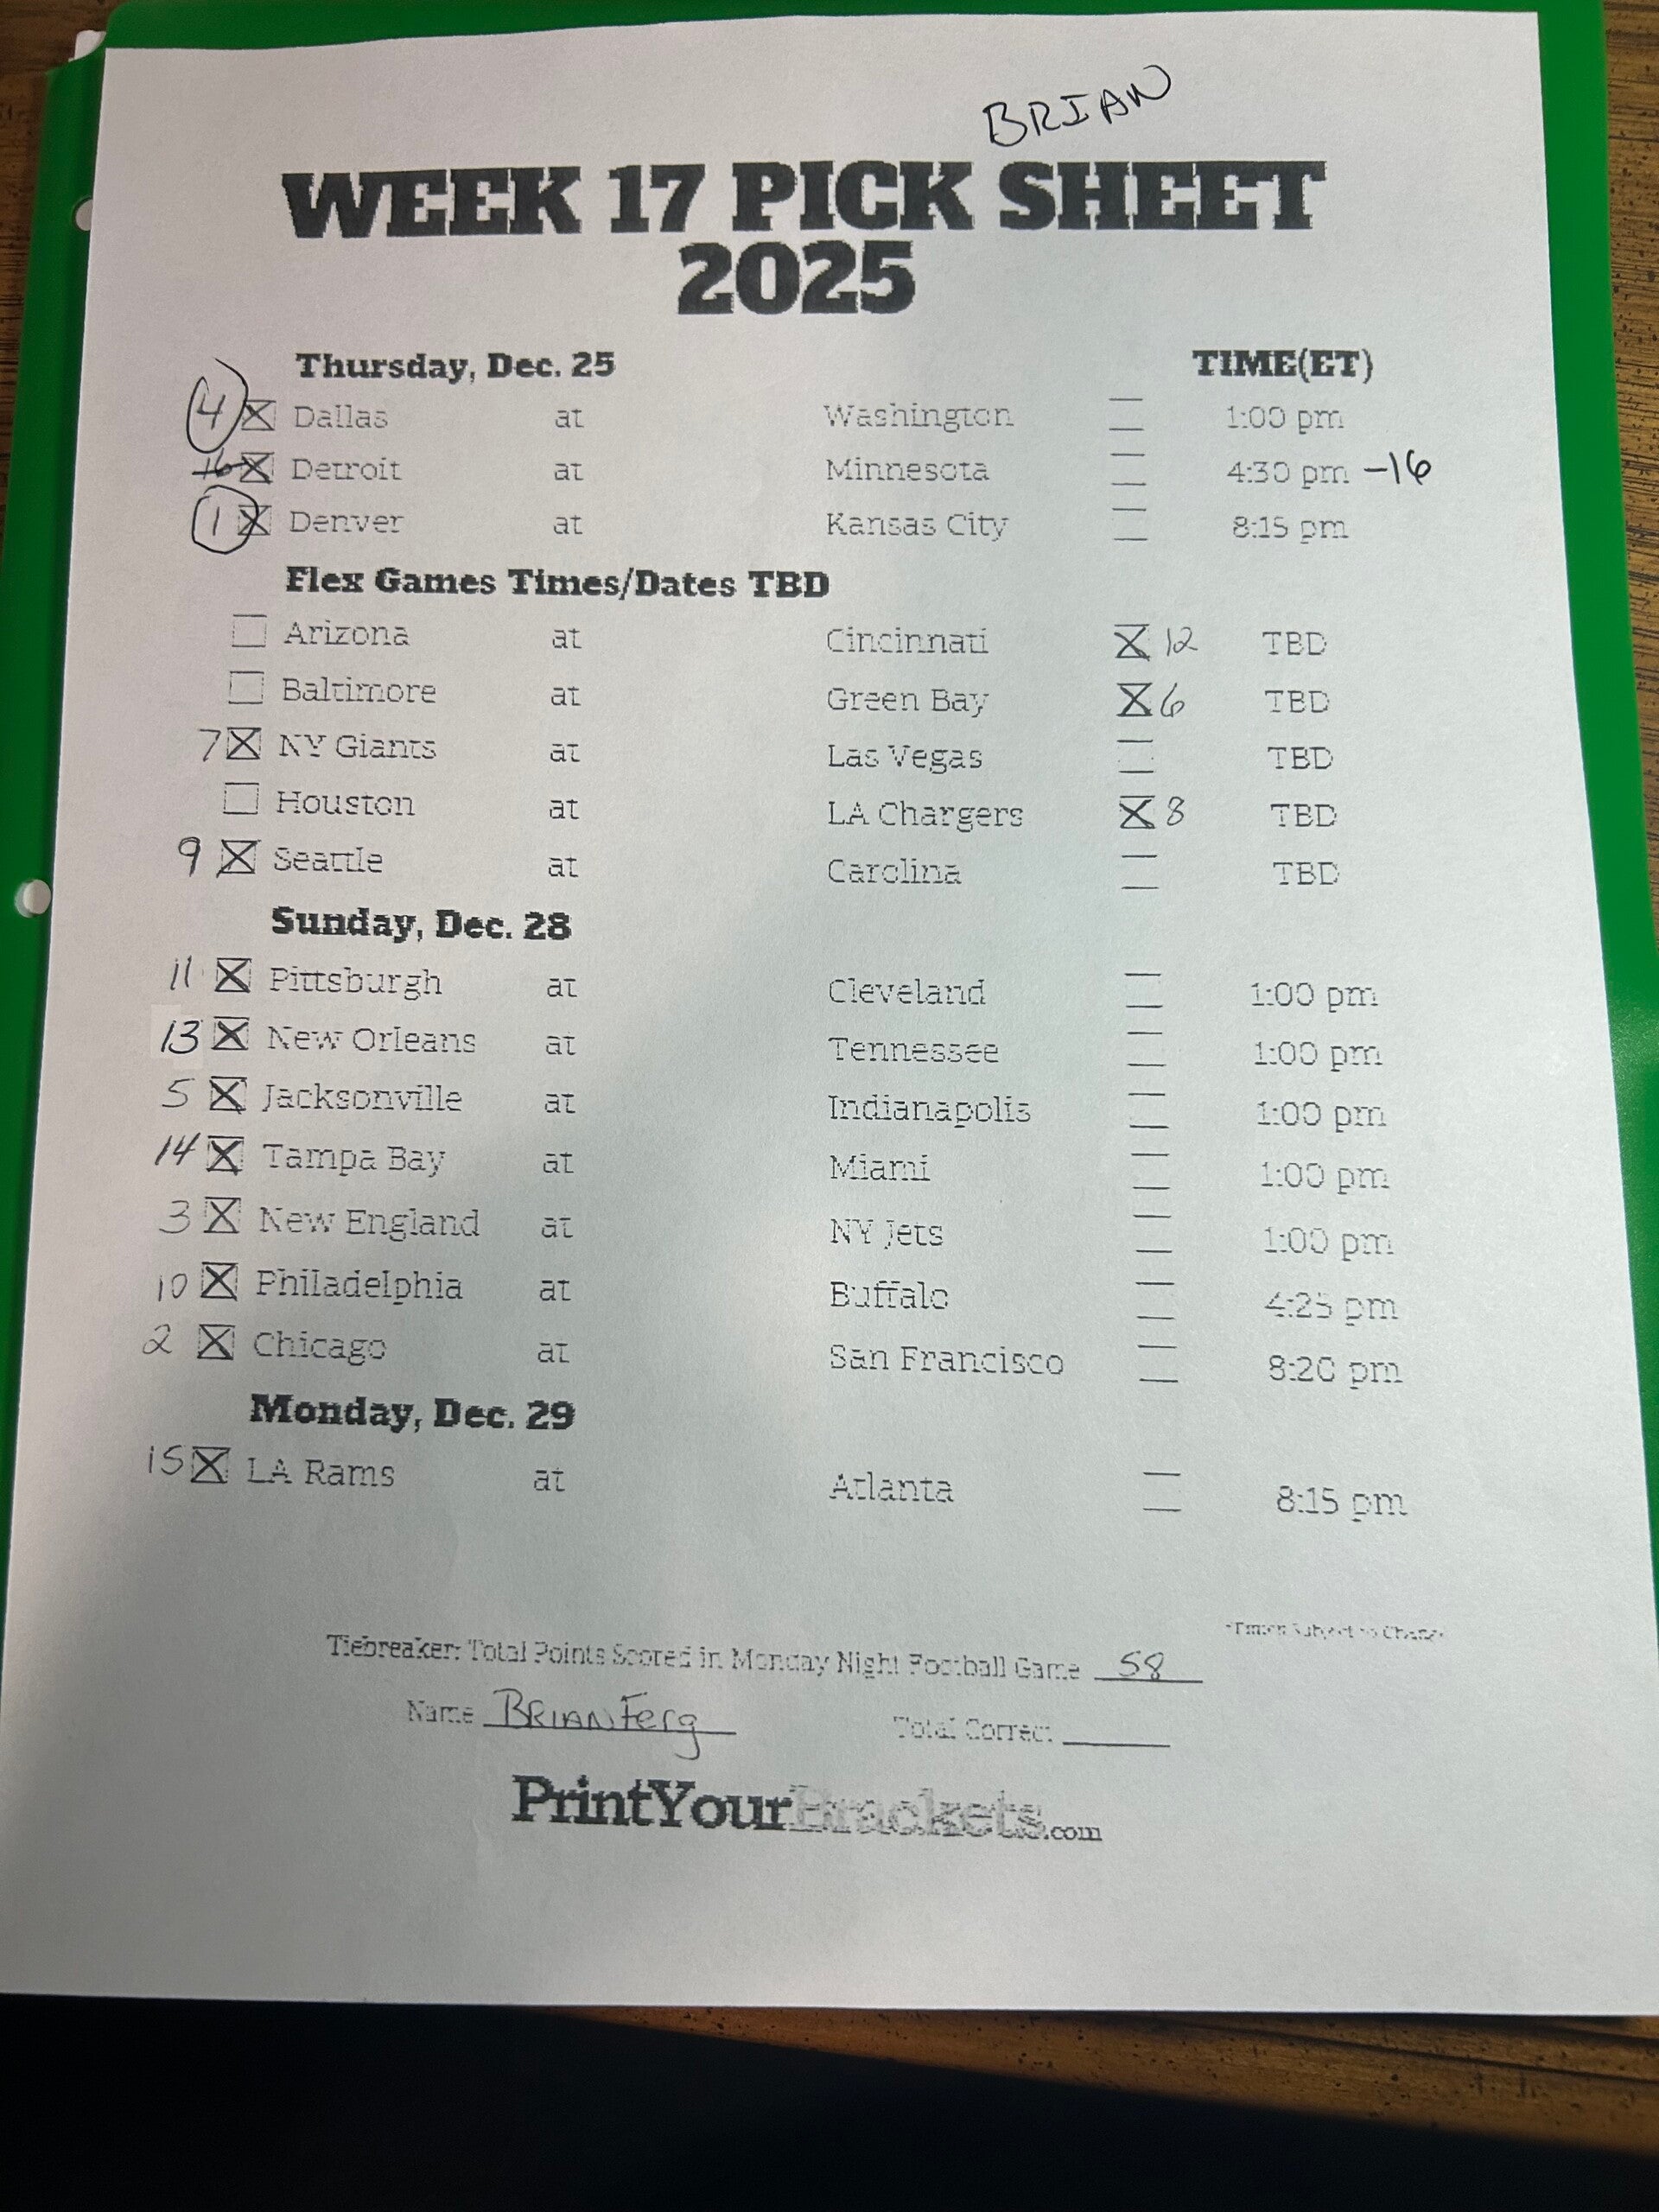 BRIAN
WEEK 17 PICK SHEET
2025
Thursday, Dec. 25 TIME(ET)
4 Dallas at Washington 1:00 pm
16 Detroit at Minnesota 4:30 pm -16
1 Denver at Kansas City 8:15 pm
Flex Games Times/Dates TBD
Arizona at Cincinnati 12 TBD
Baltimore at Green Bay 6 TBD
7 NY Giants at Las Vegas TBD
Houston at LA Chargers 8 TBD
9 Seattle at Carolina TBD
Sunday, Dec. 28
11 Pittsburgh at Cleveland 1:00 pm
13 New Orleans at Tennessee 1:00 pm
5 Jacksonville at Indianapolis 1:00 pm
14 Tampa Bay at Miami 1:00 pm
3 New England at NY Jets 1:00 pm
10 Philadelphia at Buffalo 4:25 pm
2 Chicago at San Francisco 8:20 pm
Monday, Dec. 29
15 LA Rams at Atlanta 8:15 pm
*Times Subject to Change
Tiebreaker: Total Points Scored in Monday Night Football Game 58
Name BRIAN Ferg Total Correct
PrintYourBrackets.com